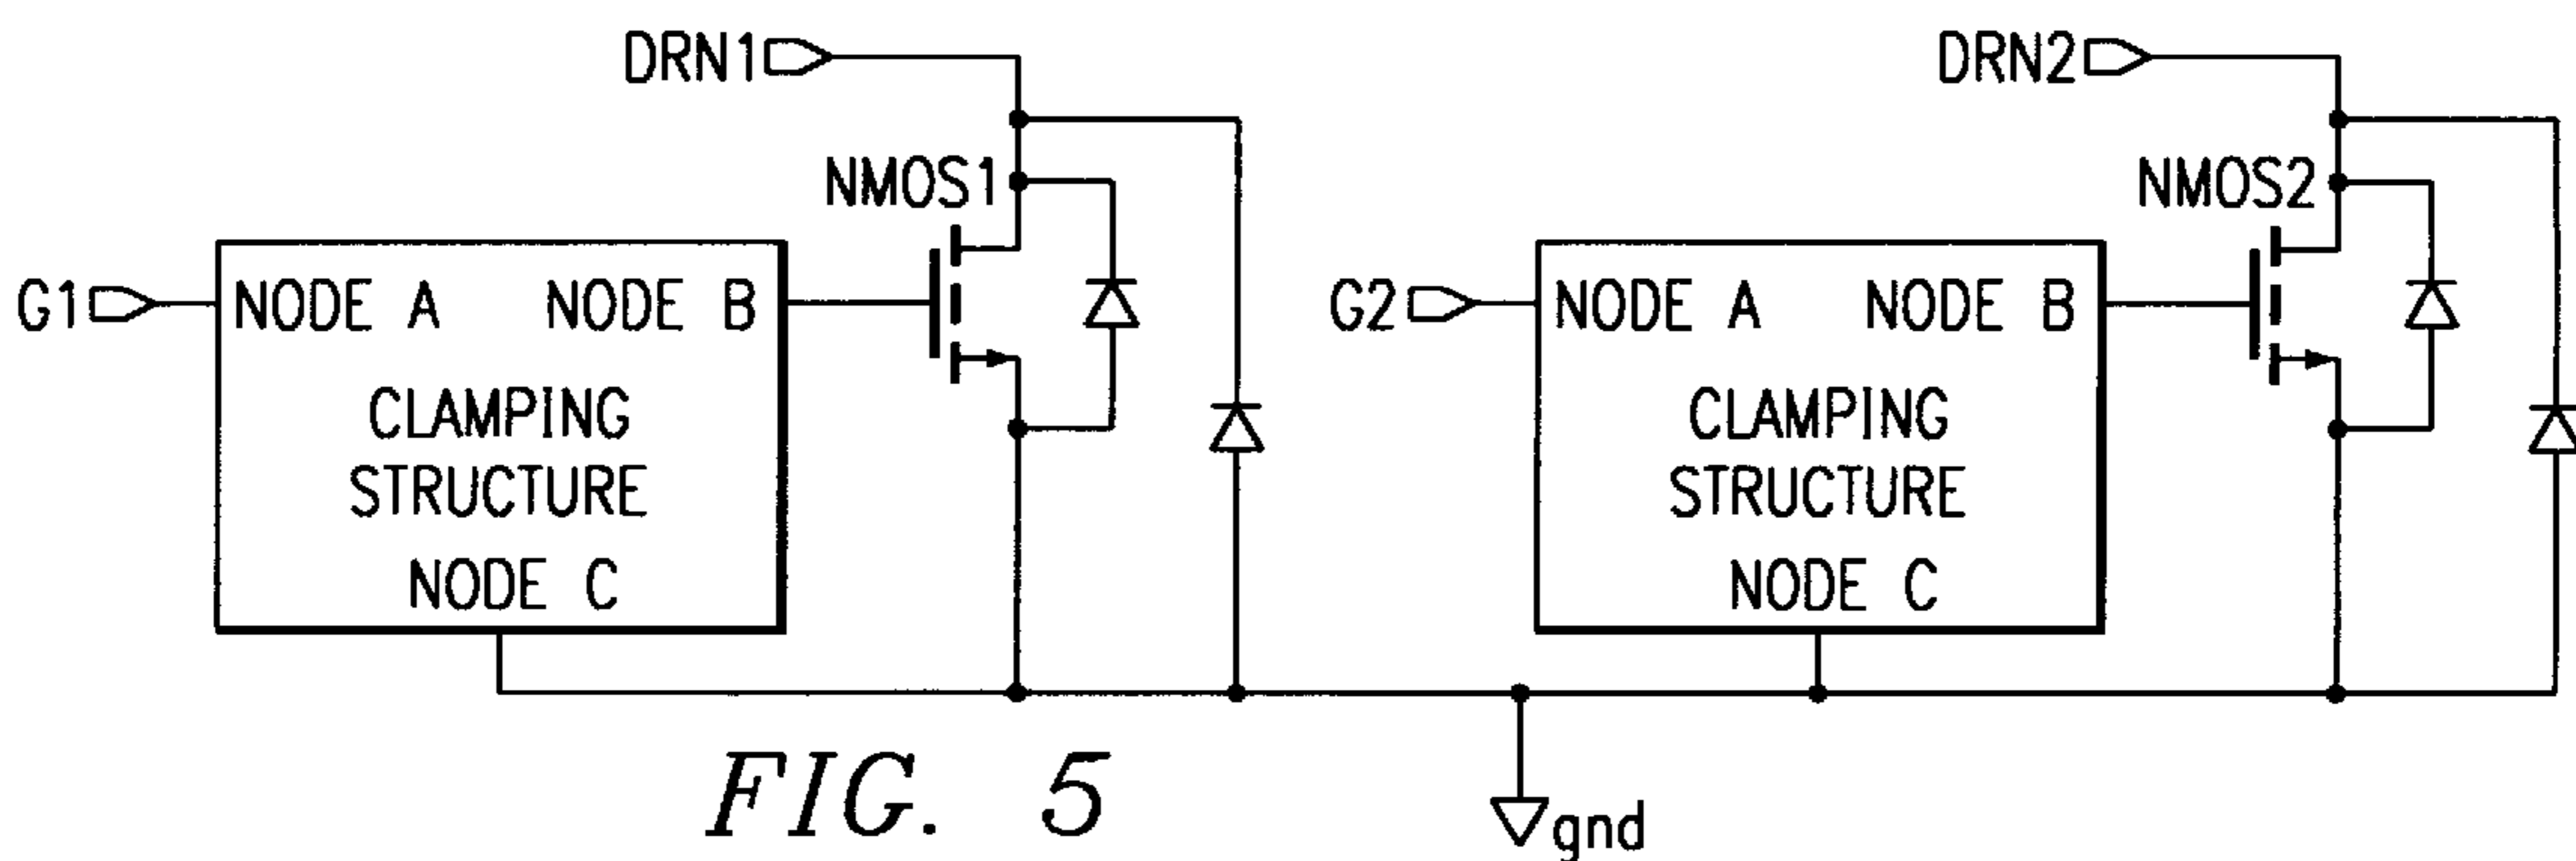 DRN1
DRN2
NMOS1
NMOS2
G1
NODE A NODE B
G2
NODE A NODE B
CLAMPING
STRUCTURE
NODE C
CLAMPING
STRUCTURE
NODE C
FIG. 5
gnd